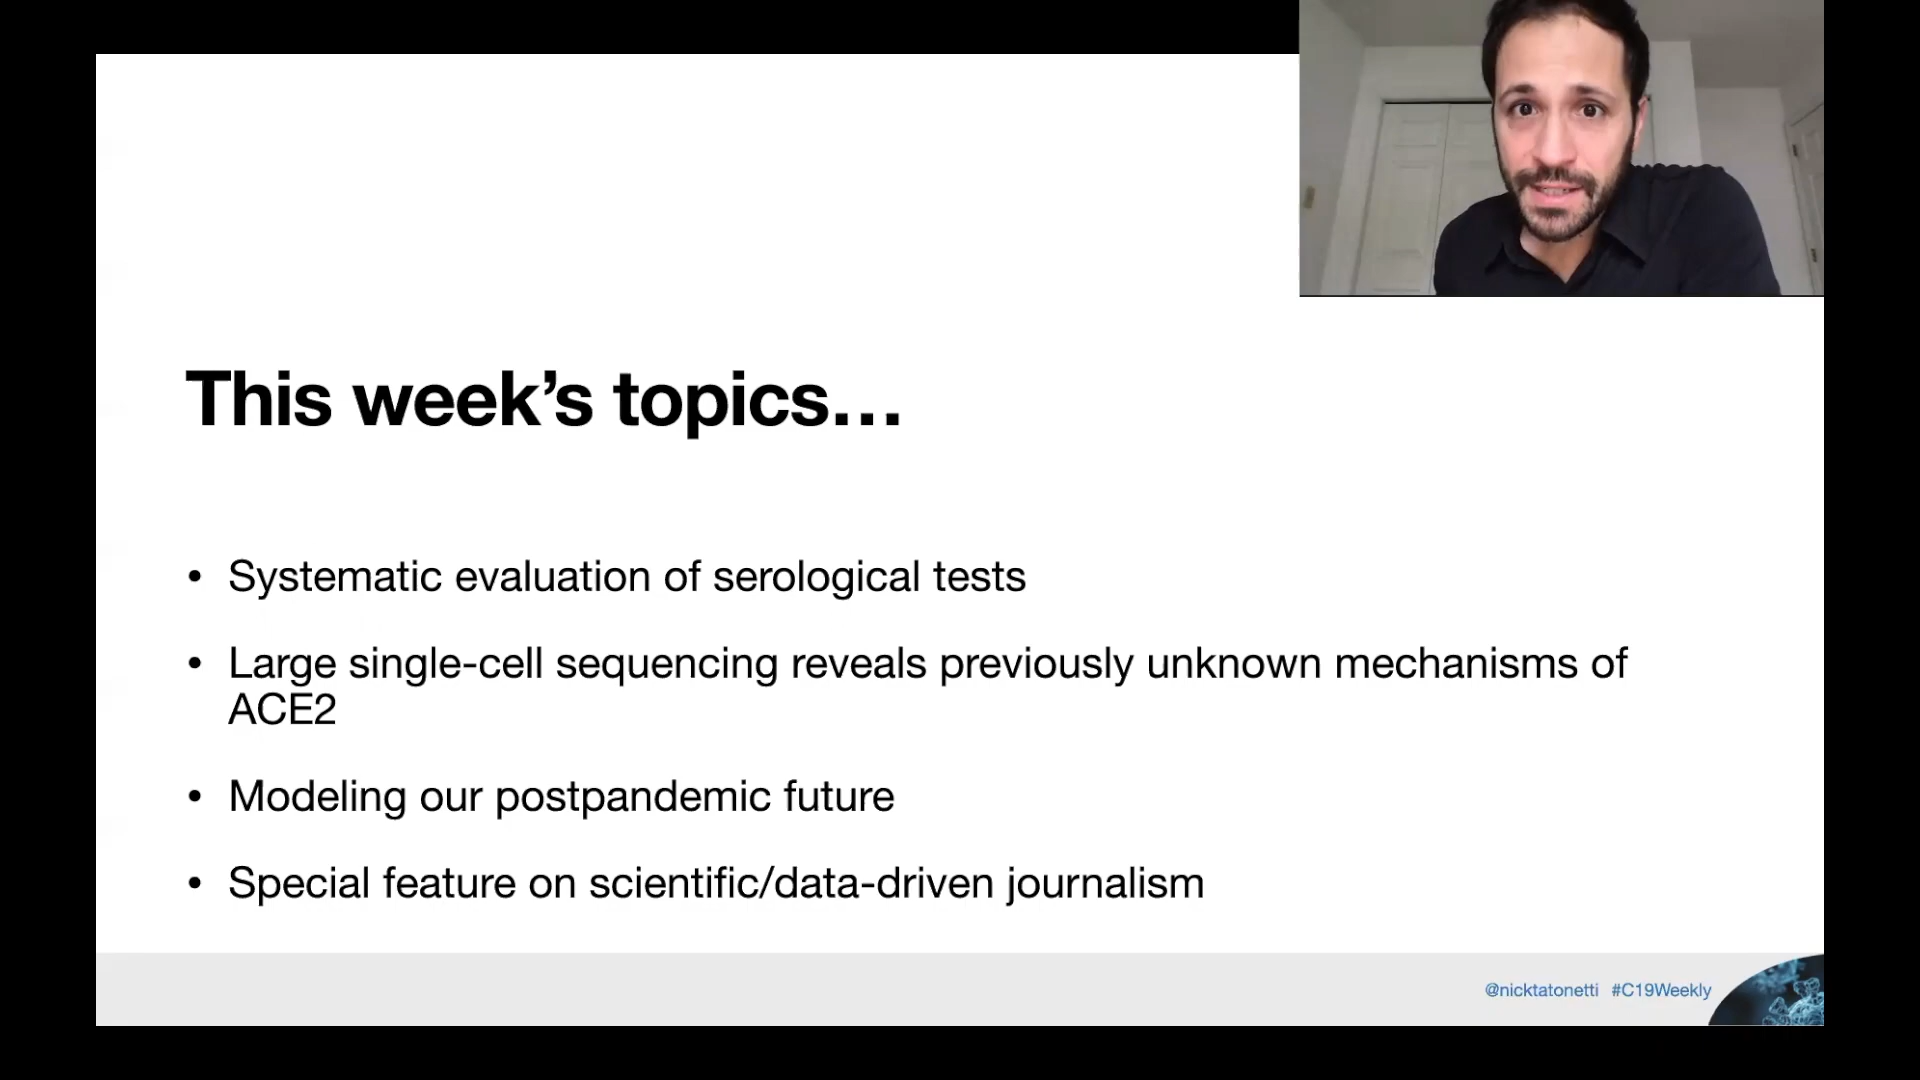 This week’s topics…
• Systematic evaluation of serological tests
• Large single-cell sequencing reveals previously unknown mechanisms of
ACE2
• Modeling our postpandemic future
• Special feature on scientific/data-driven journalism
@nicktatonetti #C19Weekly